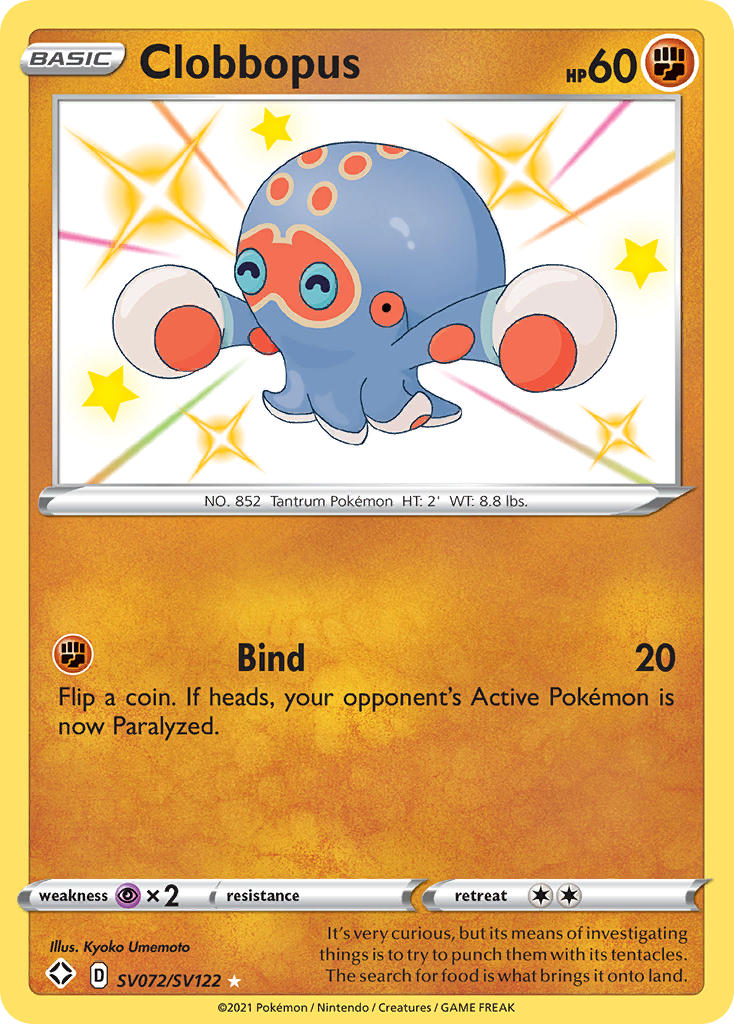 BASIC Clobbopus HP60
NO. 852 Tantrum Pokémon HT: 2' WT: 8.8 lbs.
Bind 20
Flip a coin. If heads, your opponent's Active Pokémon is
now Paralyzed.
weakness ×2 resistance retreat
Illus. Kyoko Umemoto
It's very curious, but its means of investigating
things is to try to punch them with its tentacles.
The search for food is what brings it onto land.
D SV072/SV122
©2021 Pokémon / Nintendo / Creatures / GAME FREAK